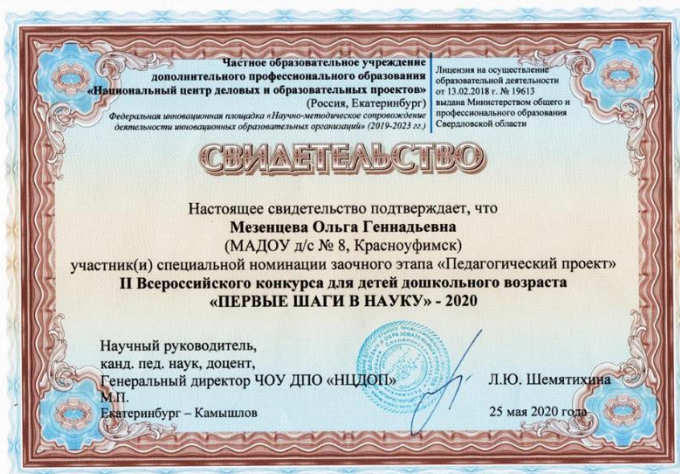 Частное образовательное учреждение
дополнительного профессионального образования
«Национальный центр деловых и образовательных проектов»
(Россия, Екатеринбург)
Федеральная инновационная площадка «Научно-методическое сопровождение
деятельности инновационных образовательных организаций» (2019-2023 гг.)
Лицензия на осуществление
образовательной деятельности
от 13.02.2018 г. № 19613
выдана Министерством общего и
профессионального образования
Свердловской области
СВИДЕТЕЛЬСТВО
Настоящее свидетельство подтверждает, что
Мезенцева Ольга Геннадьевна
(МАДОУ д/с № 8, Красноуфимск)
участник(и) специальной номинации заочного этапа «Педагогический проект»
II Всероссийского конкурса для детей дошкольного возраста
«ПЕРВЫЕ ШАГИ В НАУКУ» - 2020
Научный руководитель,
канд. пед. наук, доцент,
Генеральный директор ЧОУ ДПО «НЦДОП»
Л.Ю. Шемятихина
М.П.
Екатеринбург – Камышлов
25 мая 2020 года